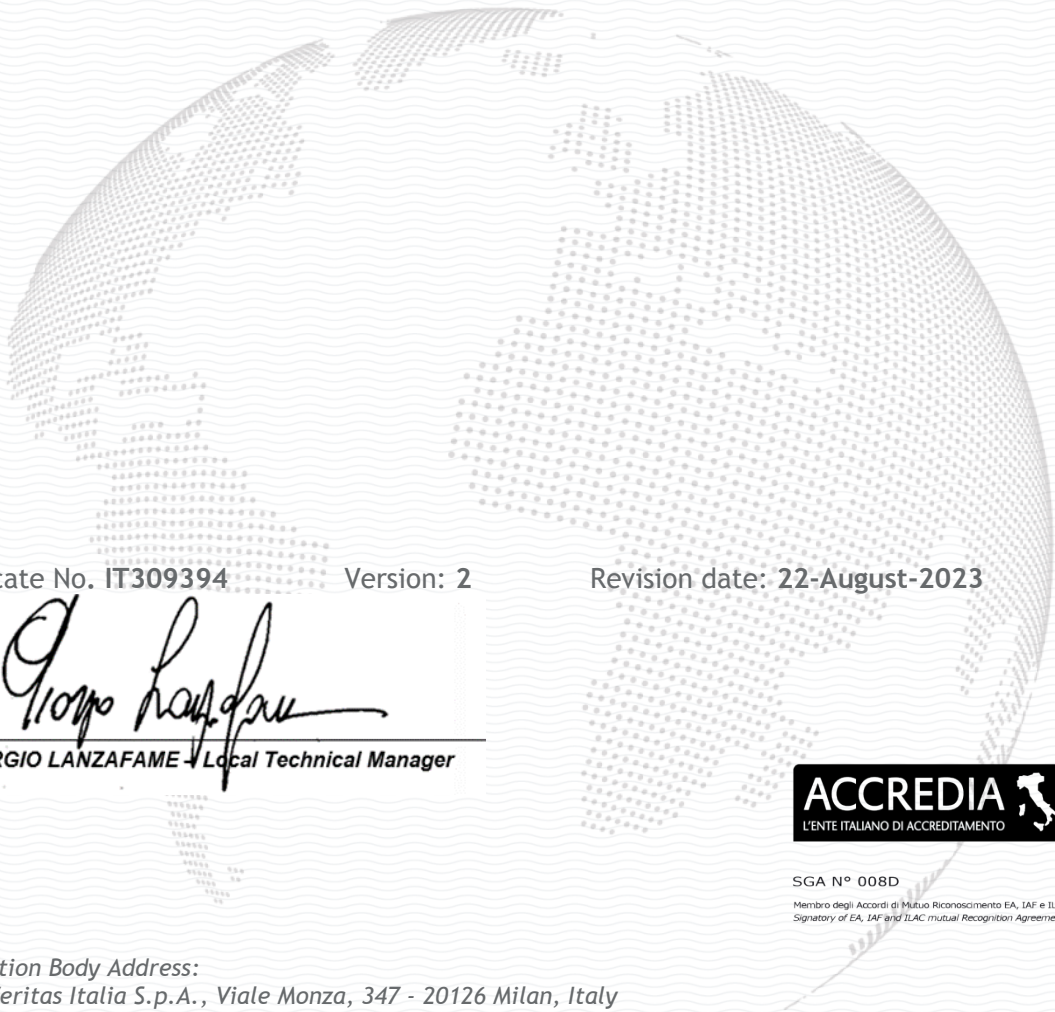 cate No. IT309394 Version: 2 Revision date: 22-August-2023
RGIO LANZAFAME - Local Technical Manager
ACCREDIA
L'ENTE ITALIANO DI ACCREDITAMENTO
SGA N° 008D
Membro degli Accordi di Mutuo Riconoscimento EA, IAF e IL
Signatory of EA, IAF and ILAC mutual Recognition Agreeme
tion Body Address:
Veritas Italia S.p.A., Viale Monza, 347 - 20126 Milan, Italy